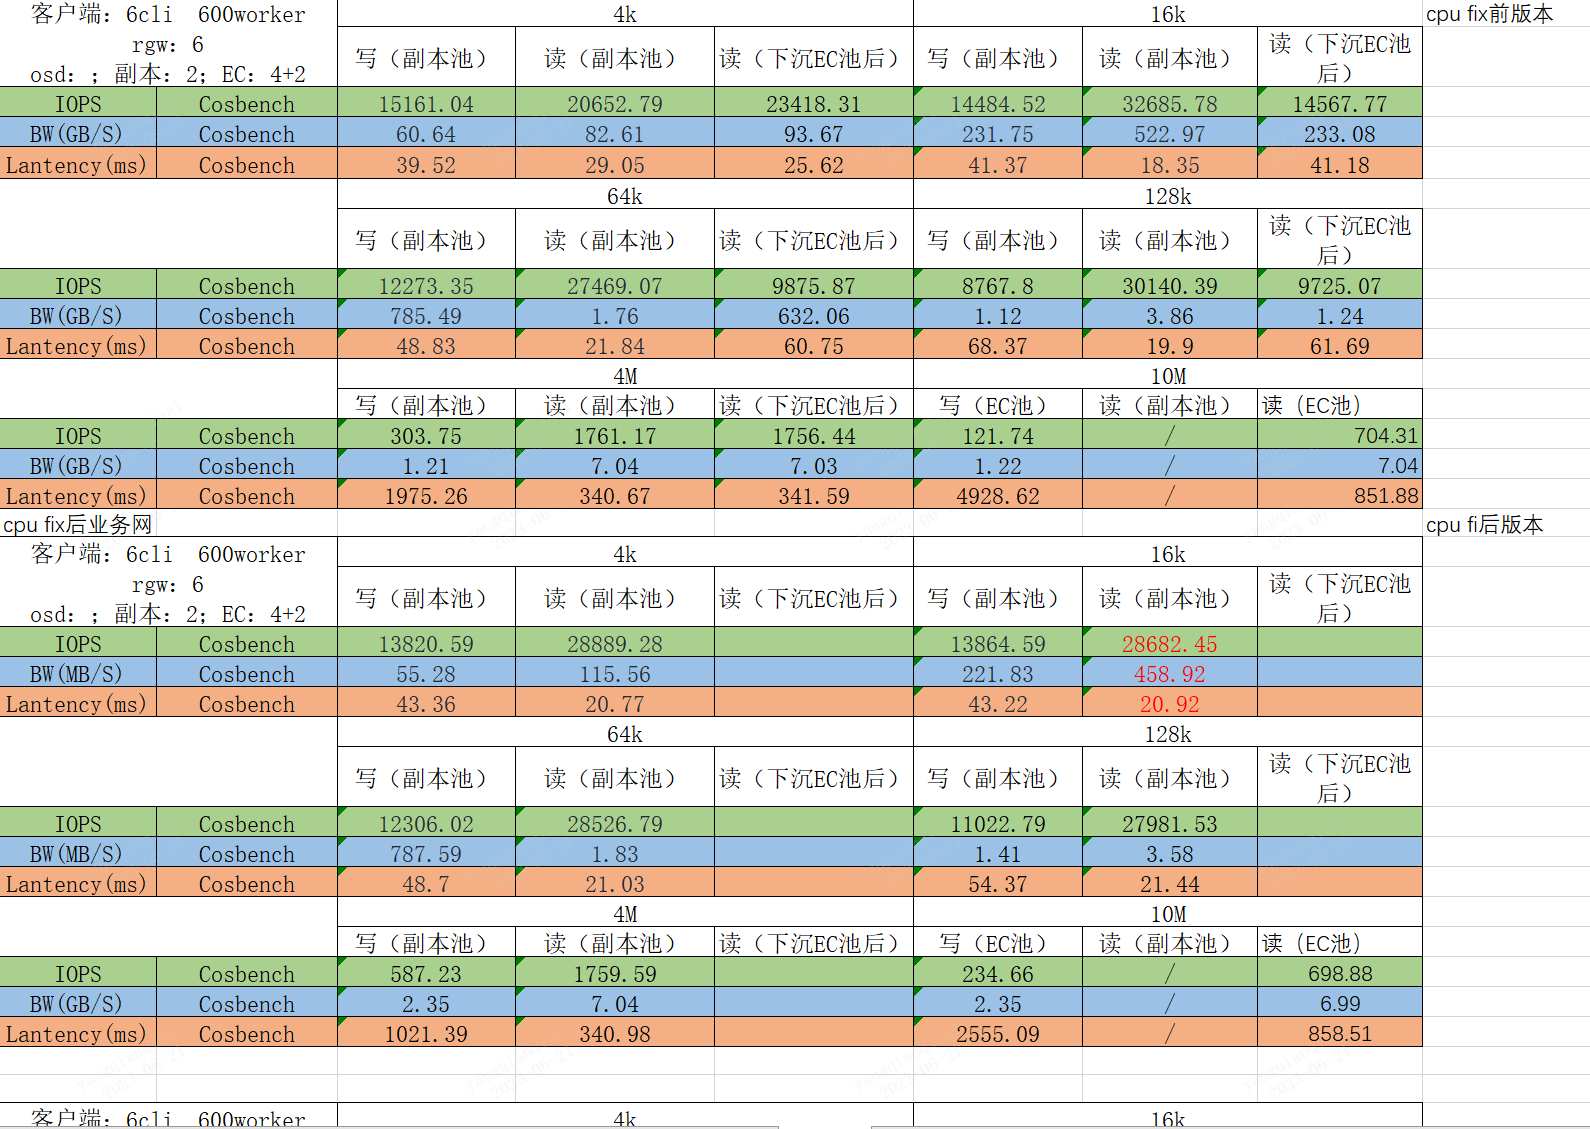 客户端：6cli  600worker
rgw：6
osd：；副本：2；EC：4+2
4k
16k
cpu fix前版本
写（副本池）
读（副本池）
读（下沉EC池后）
写（副本池）
读（副本池）
读（下沉EC池
后）
IOPS Cosbench 15161.04 20652.79 23418.31 14484.52 32685.78 14567.77
BW(GB/S) Cosbench 60.64 82.61 93.67 231.75 522.97 233.08
Lantency(ms) Cosbench 39.52 29.05 25.62 41.37 18.35 41.18
64k
128k
写（副本池）
读（副本池）
读（下沉EC池后）
写（副本池）
读（副本池）
读（下沉EC池
后）
IOPS Cosbench 12273.35 27469.07 9875.87 8767.8 30140.39 9725.07
BW(GB/S) Cosbench 785.49 1.76 632.06 1.12 3.86 1.24
Lantency(ms) Cosbench 48.83 21.84 60.75 68.37 19.9 61.69
4M
10M
写（副本池）
读（副本池）
读（下沉EC池后）
写（EC池）
读（副本池）
读（EC池）
IOPS Cosbench 303.75 1761.17 1756.44 121.74 / 704.31
BW(GB/S) Cosbench 1.21 7.04 7.03 1.22 / 7.04
Lantency(ms) Cosbench 1975.26 340.67 341.59 4928.62 / 851.88
cpu fix后业务网
cpu fi后版本
客户端：6cli  600worker
rgw：6
osd：；副本：2；EC：4+2
4k
16k
写（副本池）
读（副本池）
读（下沉EC池后）
写（副本池）
读（副本池）
读（下沉EC池
后）
IOPS Cosbench 13820.59 28889.28 13864.59 28682.45
BW(MB/S) Cosbench 55.28 115.56 221.83 458.92
Lantency(ms) Cosbench 43.36 20.77 43.22 20.92
64k
128k
写（副本池）
读（副本池）
读（下沉EC池后）
写（副本池）
读（副本池）
读（下沉EC池
后）
IOPS Cosbench 12306.02 28526.79 11022.79 27981.53
BW(MB/S) Cosbench 787.59 1.83 1.41 3.58
Lantency(ms) Cosbench 48.7 21.03 54.37 21.44
4M
10M
写（副本池）
读（副本池）
读（下沉EC池后）
写（EC池）
读（副本池）
读（EC池）
IOPS Cosbench 587.23 1759.59 234.66 / 698.88
BW(GB/S) Cosbench 2.35 7.04 2.35 / 6.99
Lantency(ms) Cosbench 1021.39 340.98 2555.09 / 858.51
客户端：6cli  600worker
4k
16k